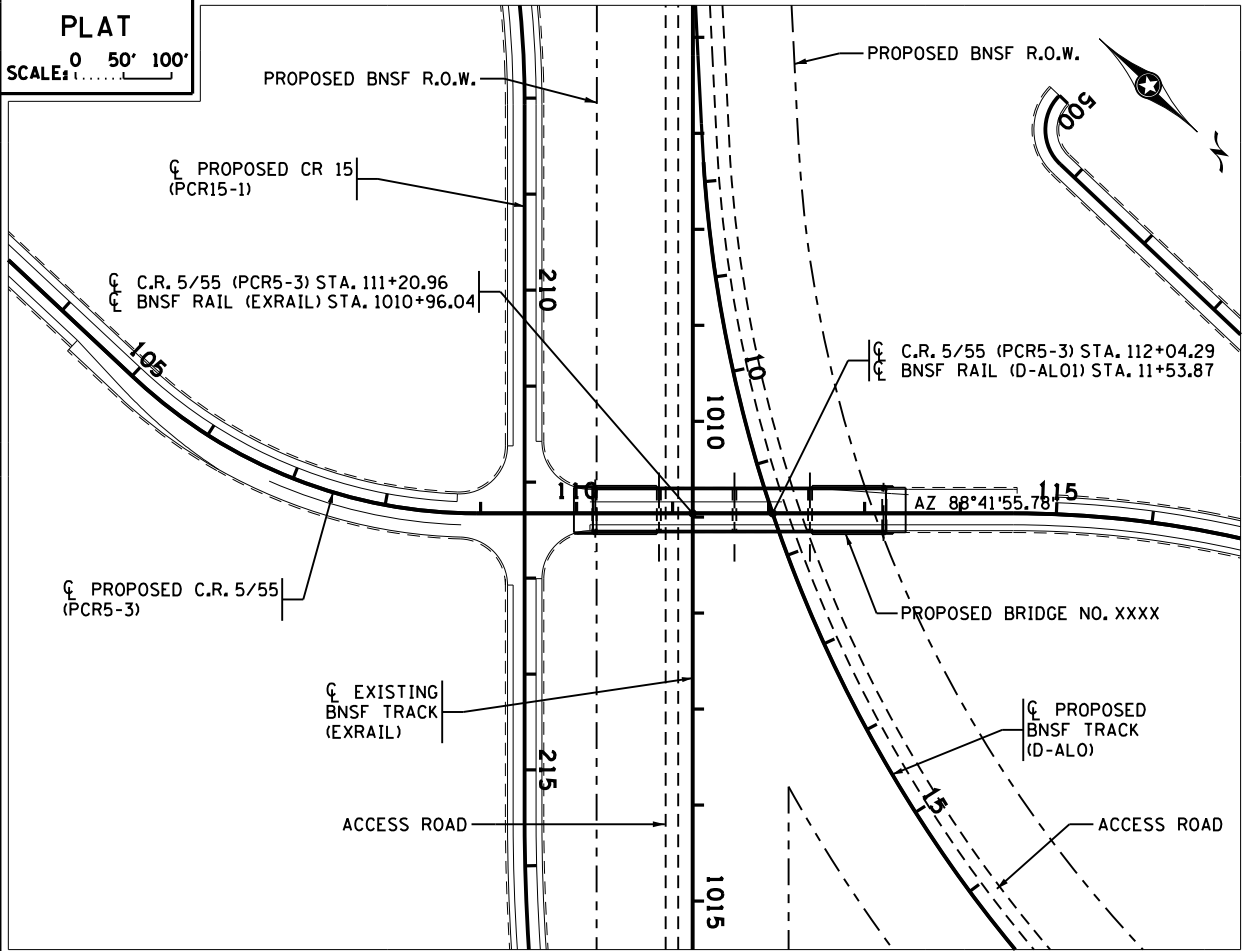 PLAT
SCALE: 0 50' 100'
PROPOSED BNSF R.O.W.
PROPOSED BNSF R.O.W.
500
N
℄ PROPOSED CR 15
(PCR15-1)
℄ C.R. 5/55 (PCR5-3) STA. 111+20.96
℄ BNSF RAIL (EXRAIL) STA. 1010+96.04
210
105
10
1010
℄ C.R. 5/55 (PCR5-3) STA. 112+04.29
℄ BNSF RAIL (D-AL01) STA. 11+53.87
110
115
AZ 88°41'55.78"
℄ PROPOSED C.R. 5/55
(PCR5-3)
PROPOSED BRIDGE NO. XXXX
℄ EXISTING
BNSF TRACK
(EXRAIL)
℄ PROPOSED
BNSF TRACK
(D-AL0)
215
15
ACCESS ROAD
ACCESS ROAD
1015